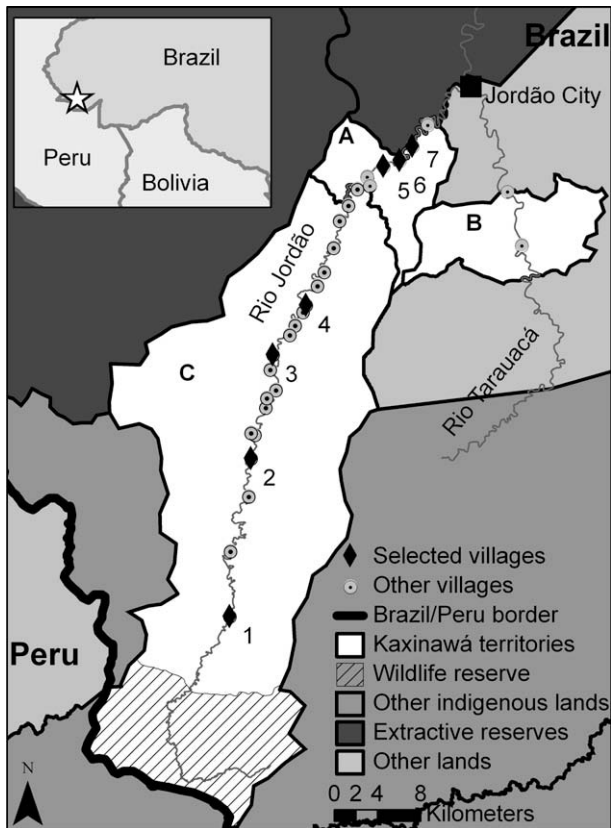 Brazil
Peru
Bolivia
Brazil
Jordão City
A
7
6
5
B
Rio Jordão
4
C
3
Rio Tarauacá
2
1
Peru
Selected villages
Other villages
Brazil/Peru border
Kaxinawá territories
Wildlife reserve
Other indigenous lands
Extractive reserves
Other lands
N
0 2 4 8
Kilometers